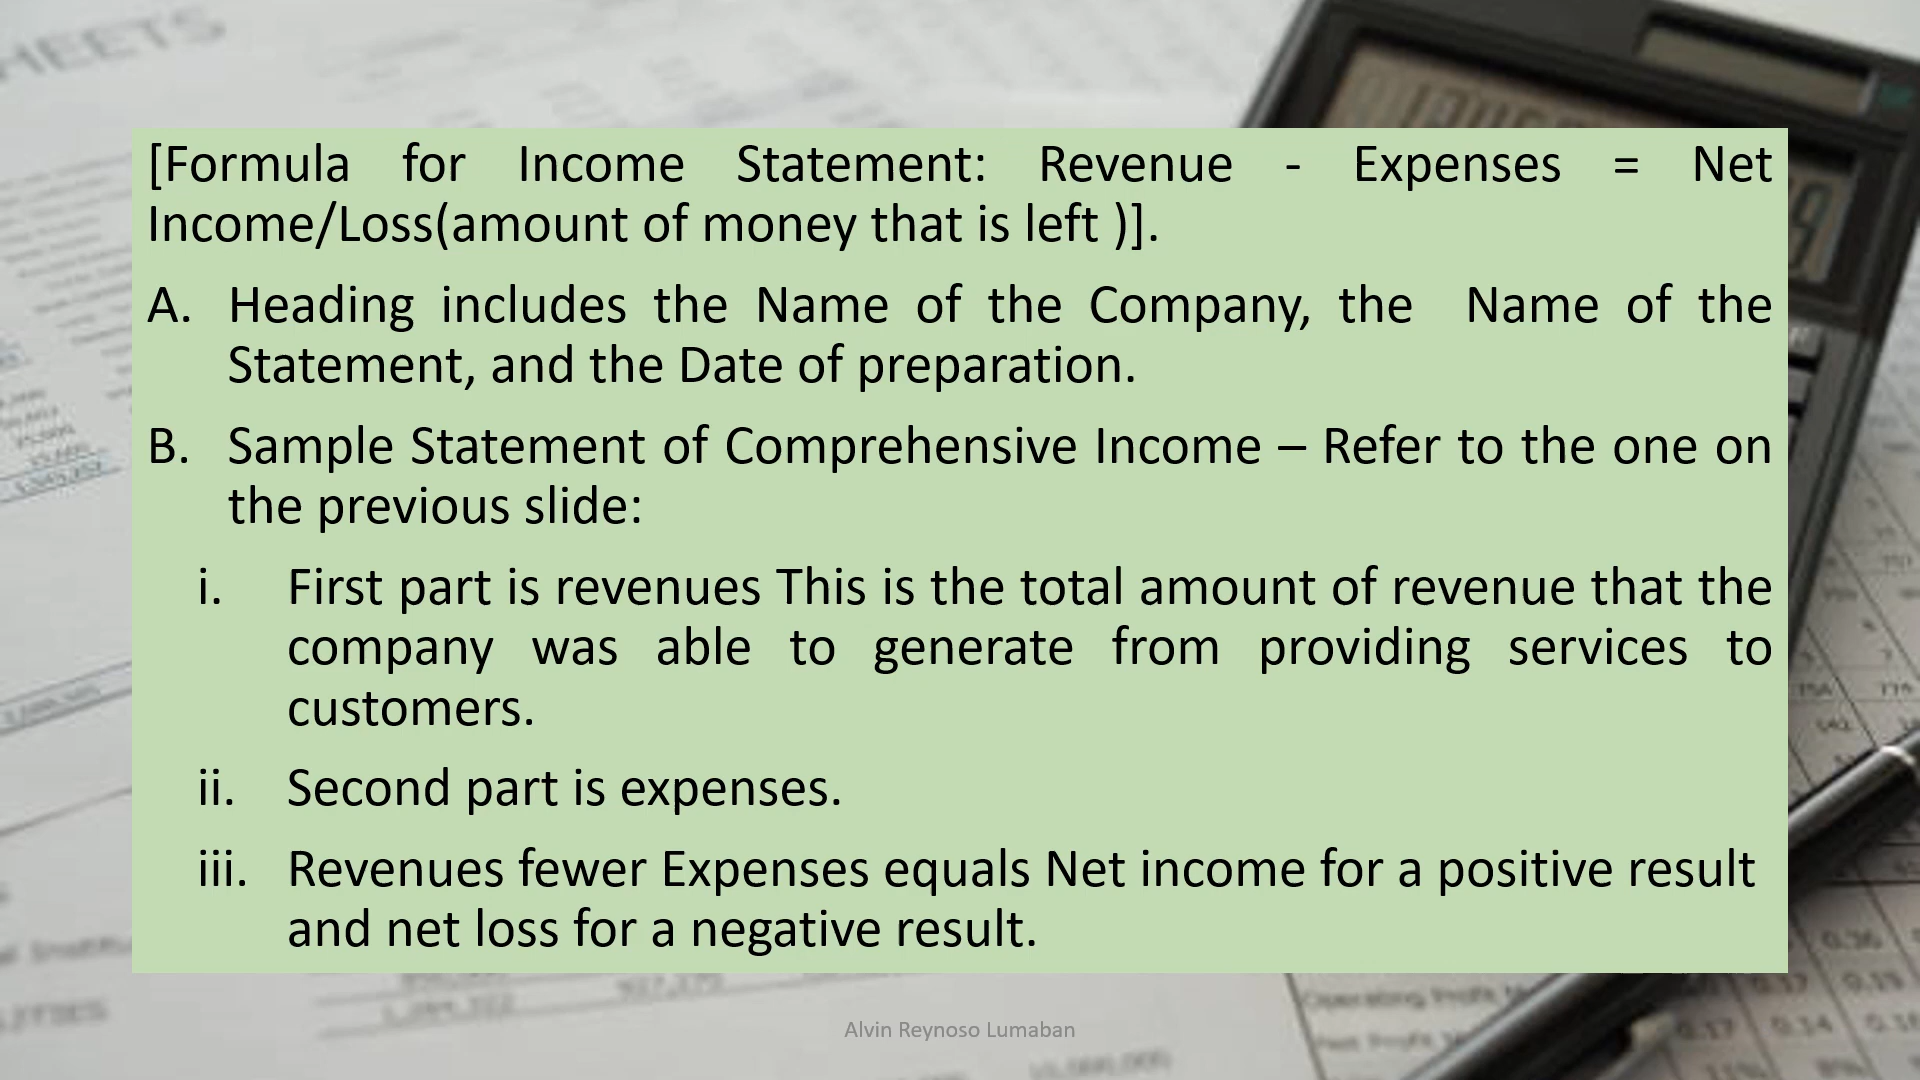 HEETS
[Formula for Income Statement: Revenue - Expenses = Net
Income/Loss(amount of money that is left )].
A. Heading includes the Name of the Company, the Name of the
Statement, and the Date of preparation.
B. Sample Statement of Comprehensive Income – Refer to the one on
the previous slide:
i. First part is revenues This is the total amount of revenue that the
company was able to generate from providing services to
customers.
ii. Second part is expenses.
iii. Revenues fewer Expenses equals Net income for a positive result
and net loss for a negative result.
Alvin Reynoso Lumaban